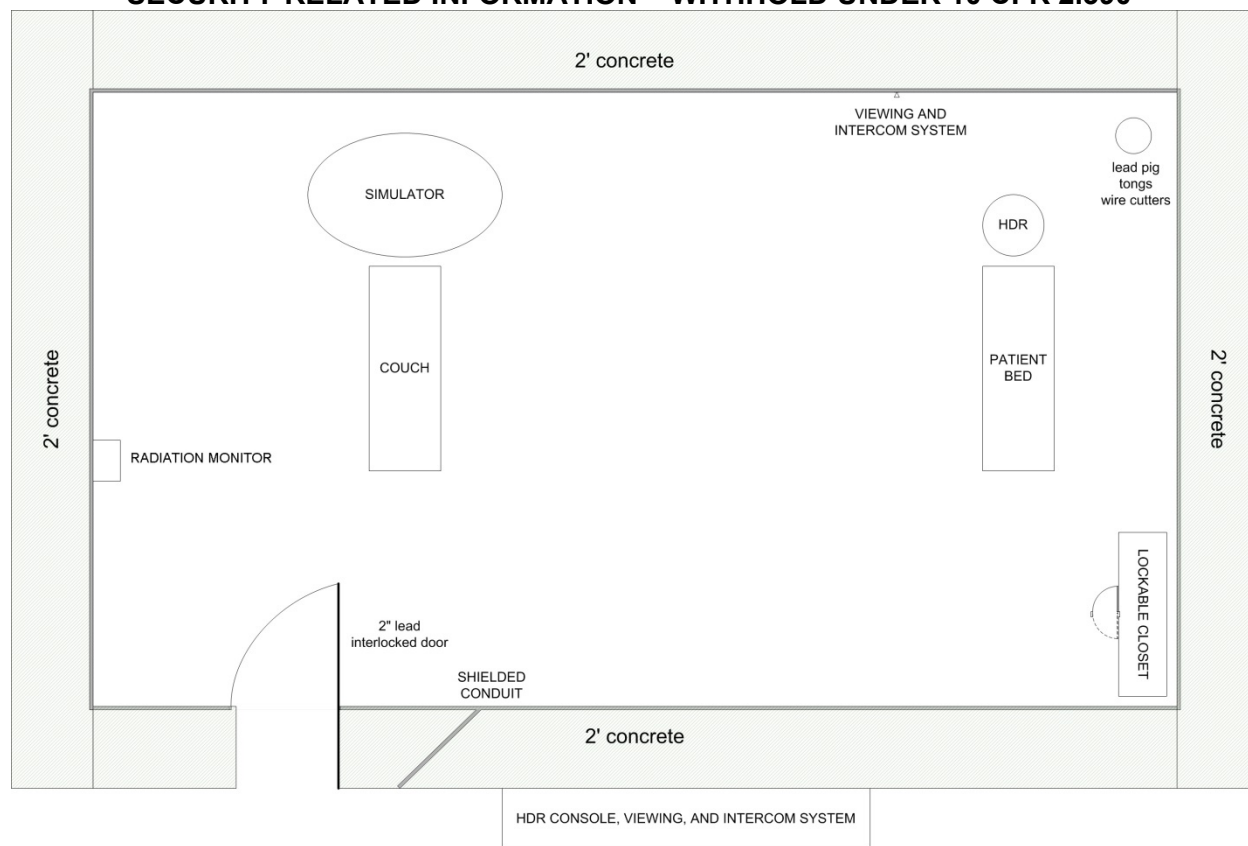 SECURITY-RELATED INFORMATION – WITHHOLD UNDER 10 CFR 2.390
2' concrete
VIEWING AND
INTERCOM SYSTEM
SIMULATOR
lead pig
tongs
wire cutters
HDR
2' concrete
COUCH
PATIENT
BED
2' concrete
RADIATION MONITOR
LOCKABLE CLOSET
2" lead
interlocked door
SHIELDED
CONDUIT
2' concrete
HDR CONSOLE, VIEWING, AND INTERCOM SYSTEM